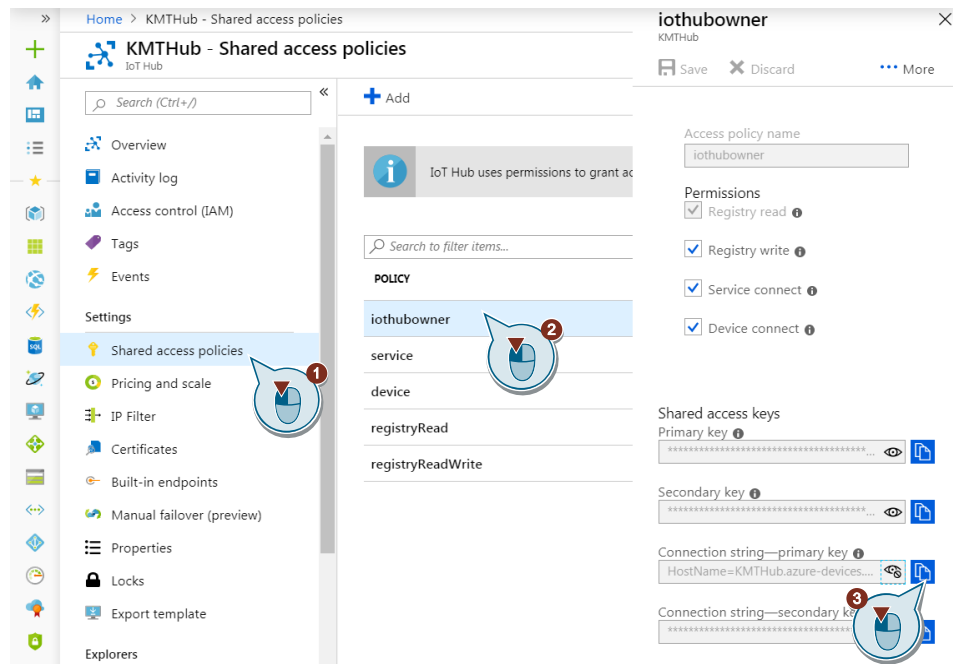 Home > KMTHub - Shared access policies
KMTHub - Shared access policies
IoT Hub
Search (Ctrl+/)
Overview
Activity log
Access control (IAM)
Tags
Events
Settings
Shared access policies
1
Pricing and scale
IP Filter
Certificates
Built-in endpoints
Manual failover (preview)
Properties
Locks
Export template
Explorers
SQL
Add
IoT Hub uses permissions to grant ac
Search to filter items...
POLICY
iothubowner
2
service
device
registryRead
registryReadWrite
iothubowner
KMTHub
Save Discard ••• More
Access policy name
iothubowner
Permissions
Registry read
Registry write
Service connect
Device connect
Shared access keys
Primary key
***************************************...
Secondary key
***************************************...
Connection string—primary key
HostName=KMTHub.azure-devices....
3
Connection string—secondary ke